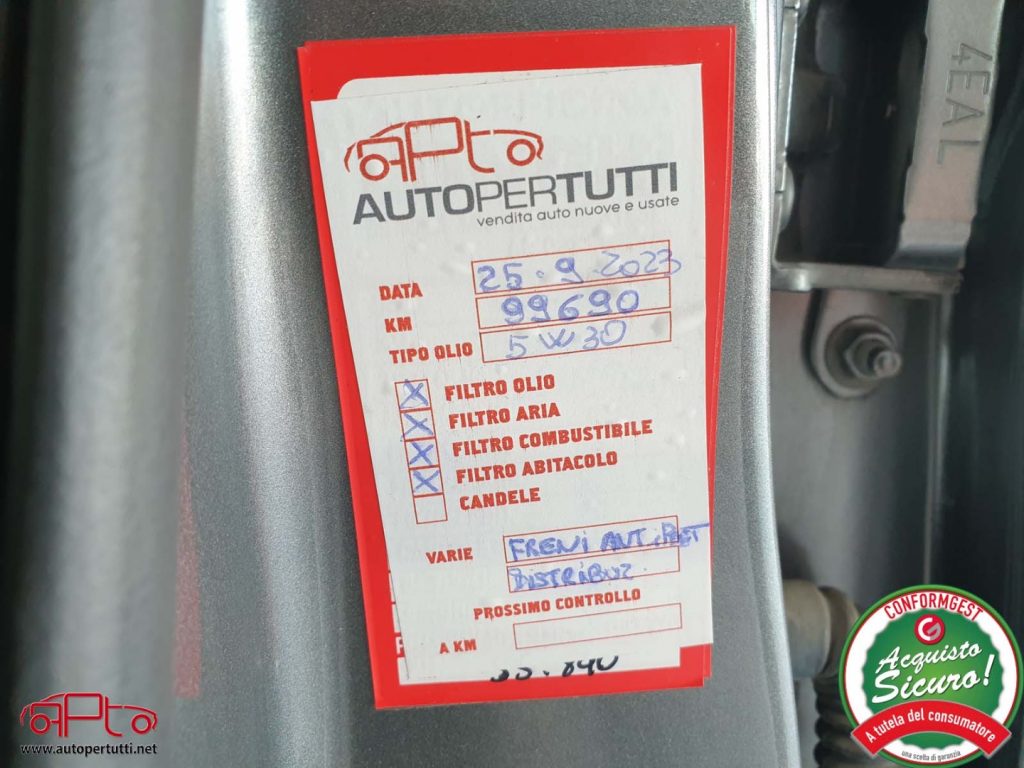 4EAL
APto
AUTOPERTUTTI
vendita auto nuove e usate
DATA 25.9.2023
KM 99690
TIPO OLIO 5W30
X FILTRO OLIO
X FILTRO ARIA
X FILTRO COMBUSTIBILE
X FILTRO ABITACOLO
CANDELE
VARIE FRENI ANT.
DISTRIBUZ.
PROSSIMO CONTROLLO
A KM
APto
www.autopertutti.net
CONFORMGEST
Acquisto
Sicuro!
A tutela del consumatore
una scelta di garanzia